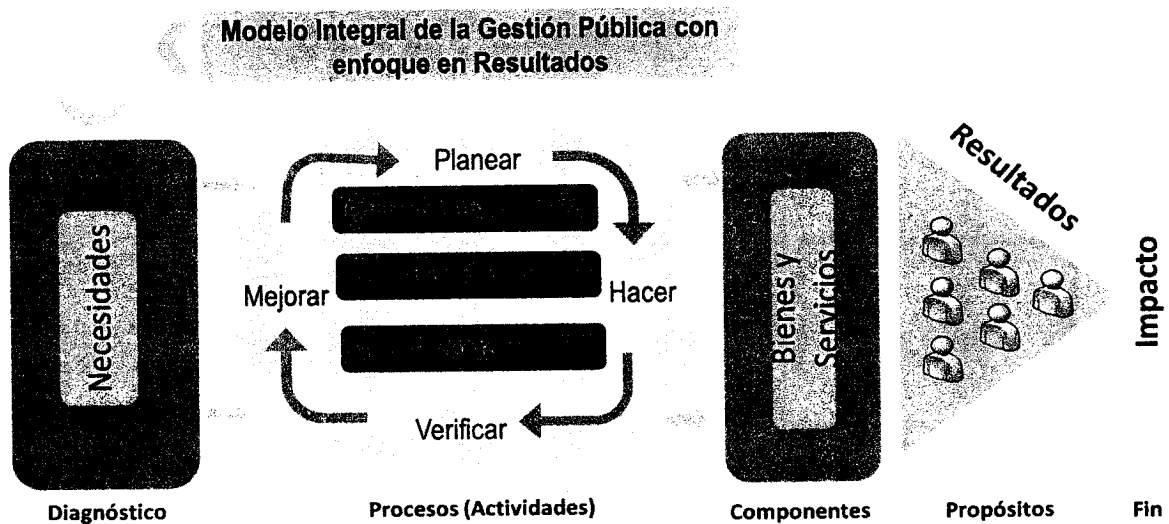 Modelo Integral de la Gestión Pública con
enfoque en Resultados
Necesidades
Planear
Hacer
Verificar
Mejorar
Bienes y
Servicios
Resultados
Impacto
Diagnóstico
Procesos (Actividades)
Componentes
Propósitos
Fin